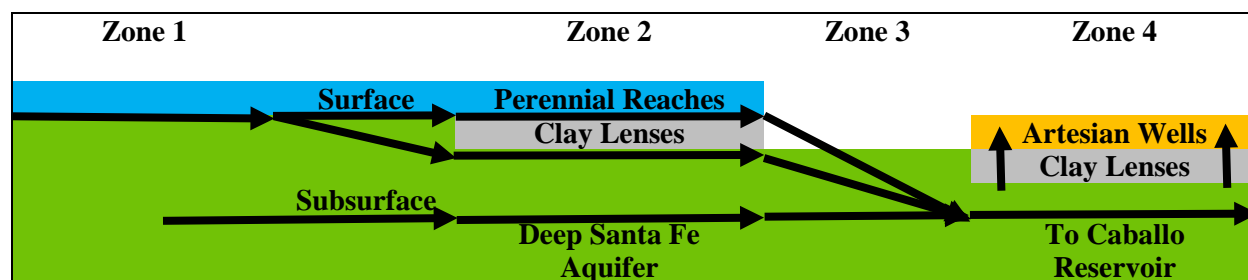 Zone 1 Zone 2 Zone 3 Zone 4
Surface Perennial Reaches
Clay Lenses Artesian Wells
Clay Lenses
Subsurface
Deep Santa Fe To Caballo
Aquifer Reservoir